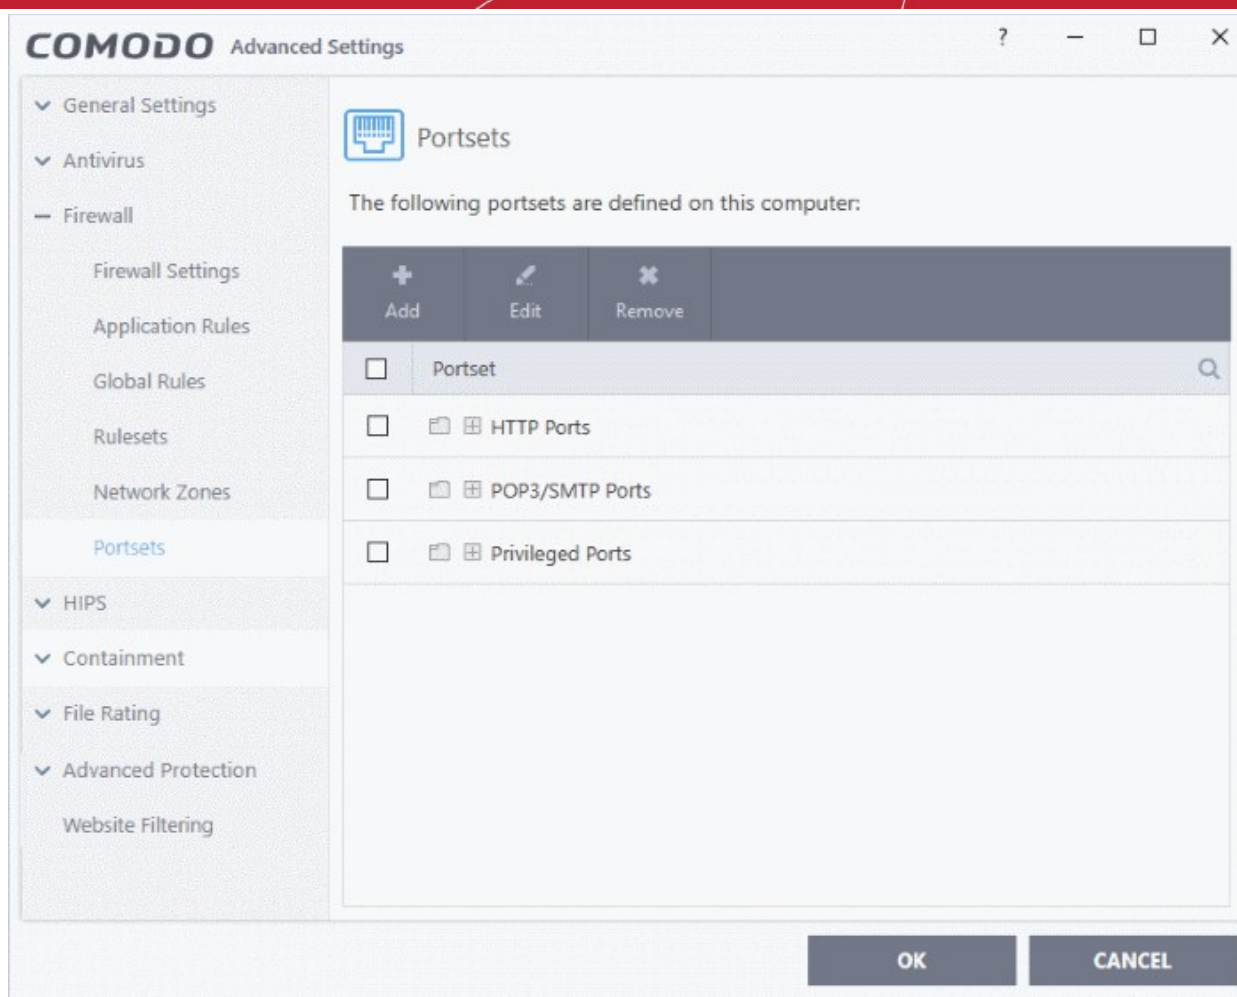 COMODO Advanced Settings ?
General Settings
Antivirus
Firewall
Firewall Settings
Application Rules
Global Rules
Rulesets
Network Zones
Portsets
HIPS
Containment
File Rating
Advanced Protection
Website Filtering
Portsets
The following portsets are defined on this computer:
Add Edit Remove
Portset
HTTP Ports
POP3/SMTP Ports
Privileged Ports
OK CANCEL